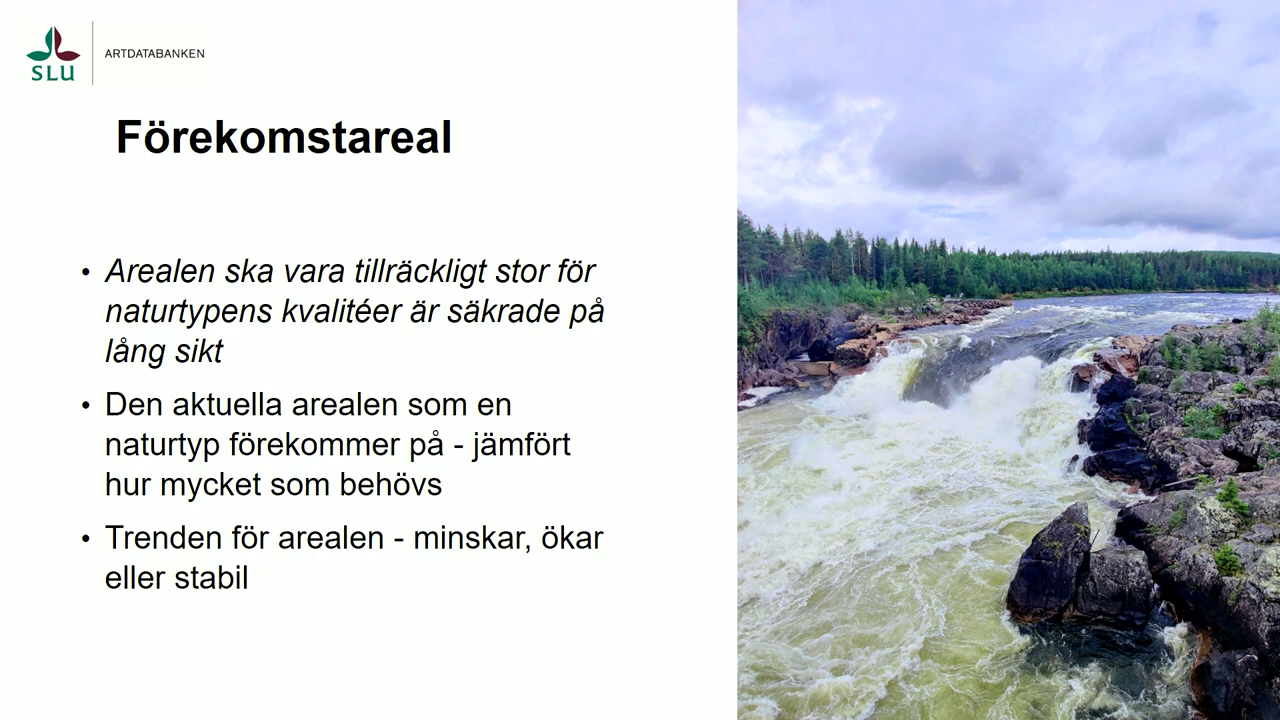 SLU
ARTDATABANKEN
Förekomstareal
• Arealen ska vara tillräckligt stor för
naturtypens kvalitéer är säkrade på
lång sikt
• Den aktuella arealen som en
naturtyp förekommer på - jämfört
hur mycket som behövs
• Trenden för arealen - minskar, ökar
eller stabil